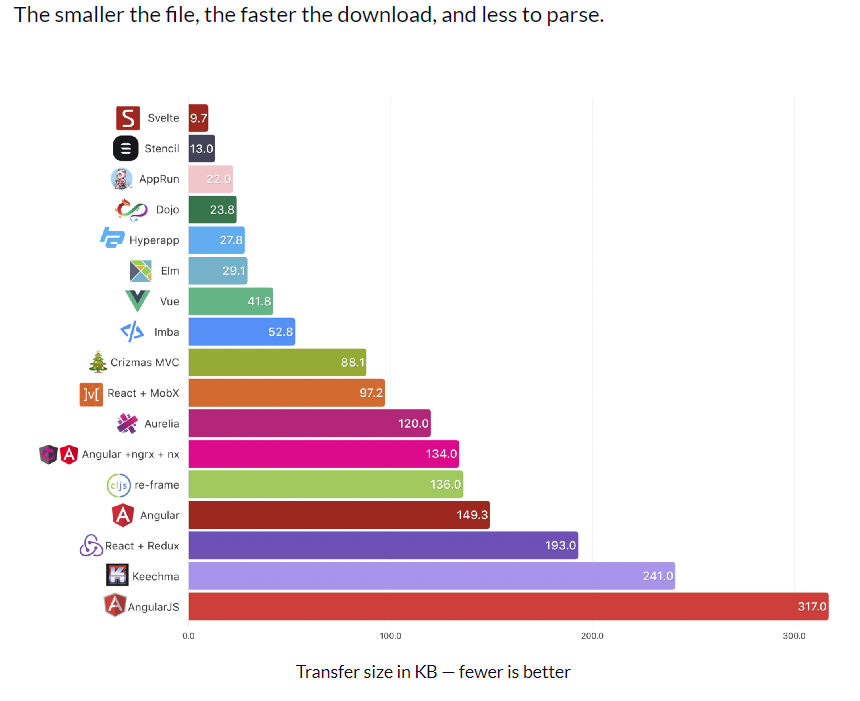 The smaller the file, the faster the download, and less to parse.
Svelte 9.7
Stencil 13.0
AppRun 22.0
Dojo 23.8
Hyperapp 27.8
Elm 29.1
Vue 41.8
Imba 52.8
Crizmas MVC 88.1
]v[ React + MobX 97.2
Aurelia 120.0
Angular +ngrx + nx 134.0
cljs re-frame 136.0
Angular 149.3
React + Redux 193.0
Keechma 241.0
AngularJS 317.0
0.0 100.0 200.0 300.0
Transfer size in KB — fewer is better